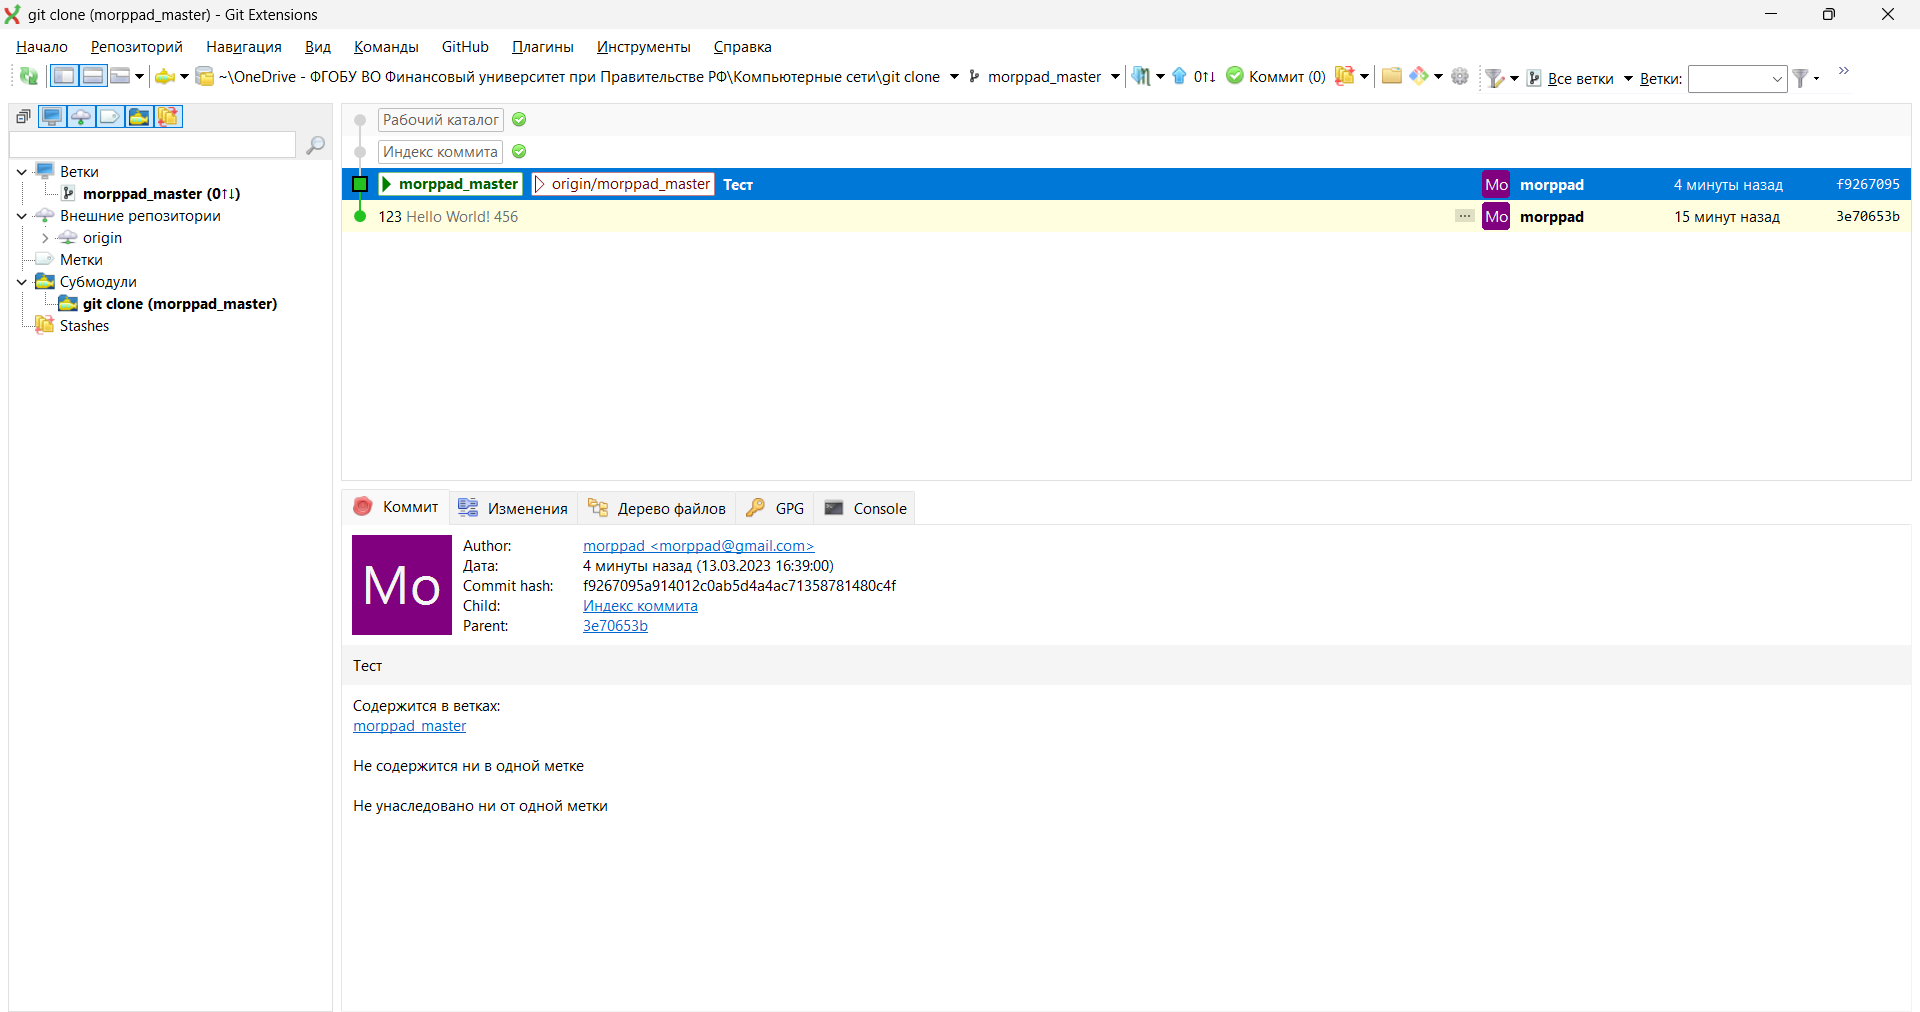 git clone (morppad_master) - Git Extensions
Начало Репозиторий Навигация Вид Команды GitHub Плагины Инструменты Справка
~\OneDrive - ФГОБУ ВО Финансовый университет при Правительстве РФ\Компьютерные сети\git clone morppad_master 0↑↓ Коммит (0) Все ветки Ветки: »
Ветки
morppad_master (0↑↓)
Внешние репозитории
origin
Метки
Субмодули
git clone (morppad_master)
Stashes
Рабочий каталог
Индекс коммита
morppad_master origin/morppad_master Тест Mo morppad 4 минуты назад f9267095
123 Hello World! 456 ... Mo morppad 15 минут назад 3e70653b
Коммит Изменения Дерево файлов GPG Console
Mo
Author: morppad <morppad@gmail.com>
Дата: 4 минуты назад (13.03.2023 16:39:00)
Commit hash: f9267095a914012c0ab5d4a4ac71358781480c4f
Child: Индекс коммита
Parent: 3e70653b
Тест
Содержится в ветках:
morppad_master
Не содержится ни в одной метке
Не унаследовано ни от одной метки